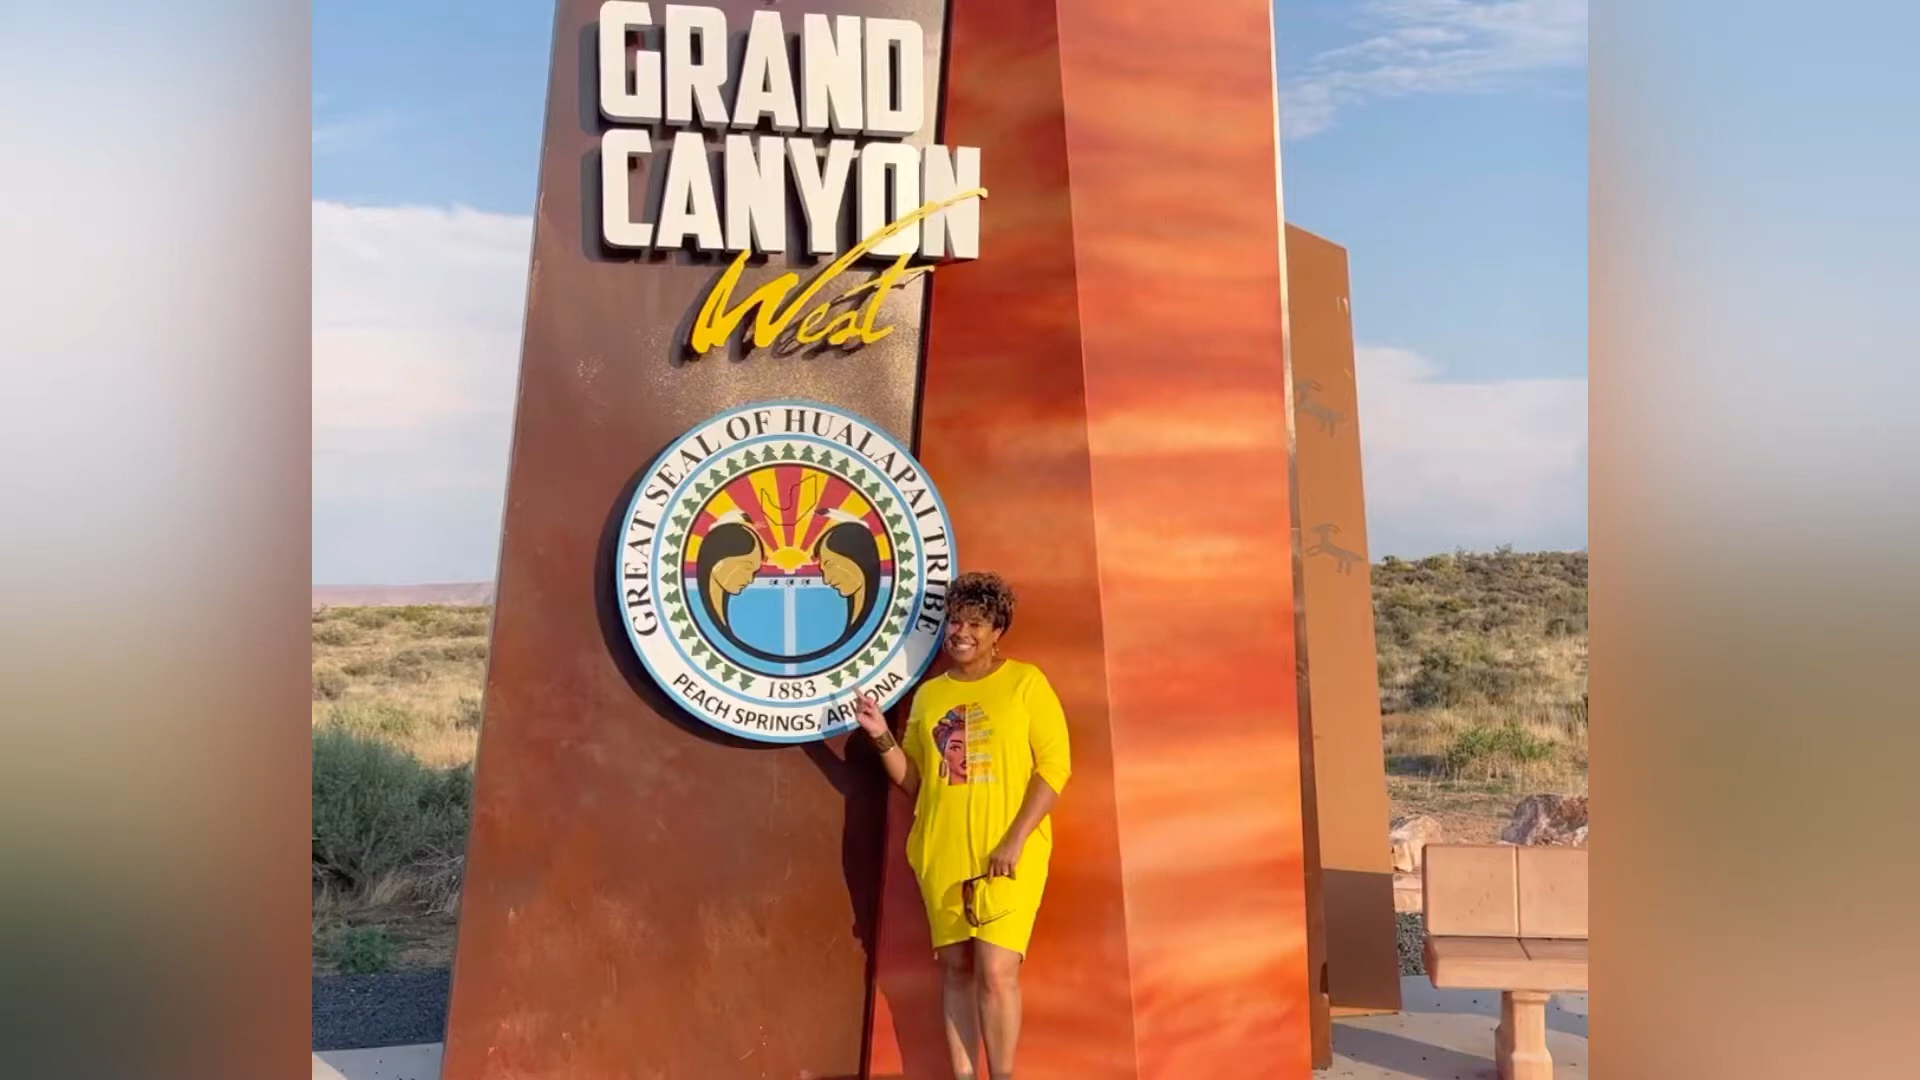 GRAND
CANYON
West
GREAT SEAL OF HUALAPAI TRIBE
1883
PEACH SPRINGS, ARIZONA